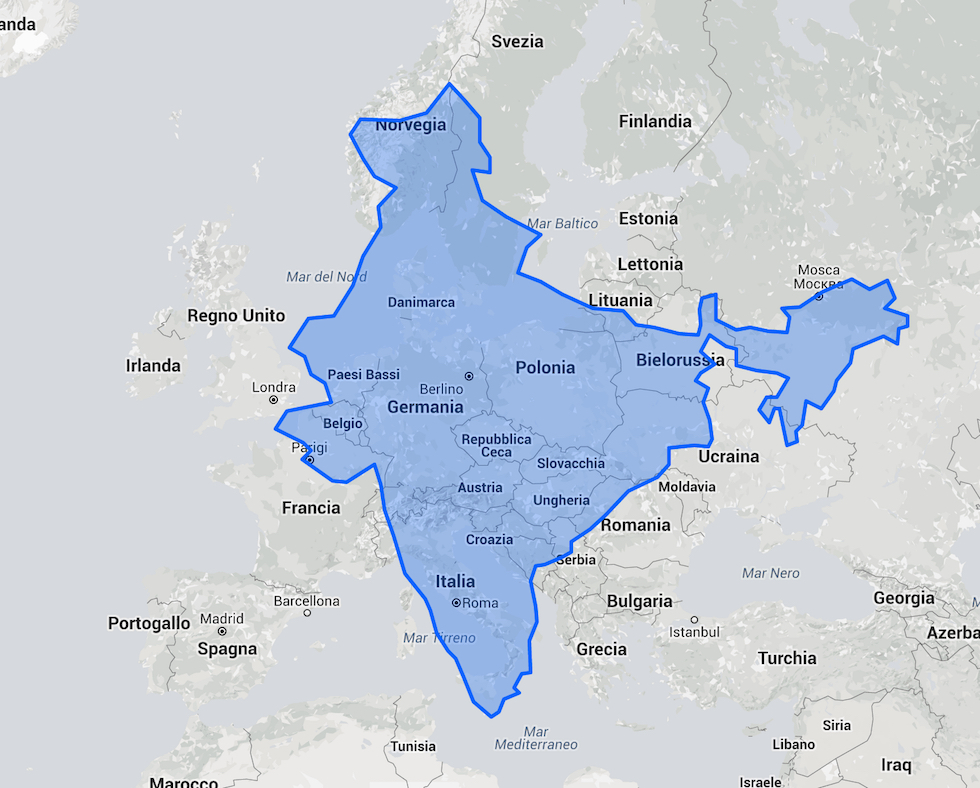 anda
Svezia
Norvegia
Finlandia
Estonia
Mar Baltico
Lettonia
Mosca
Москва
Mar del Nord
Danimarca
Lituania
Regno Unito
Irlanda
Paesi Bassi
Polonia
Bielorussia
Londra
Berlino
Germania
Belgio
Repubblica
Ceca
Parigi
Slovacchia
Ucraina
Austria
Moldavia
Francia
Ungheria
Romania
Croazia
Serbia
Mar Nero
Italia
Barcellona
Roma
Bulgaria
Georgia
Portogallo
Madrid
Istanbul
Azerba
Mar Tirreno
Spagna
Grecia
Turchia
Siria
Mar
Mediterraneo
Tunisia
Libano
Iraq
Marocco
Israele